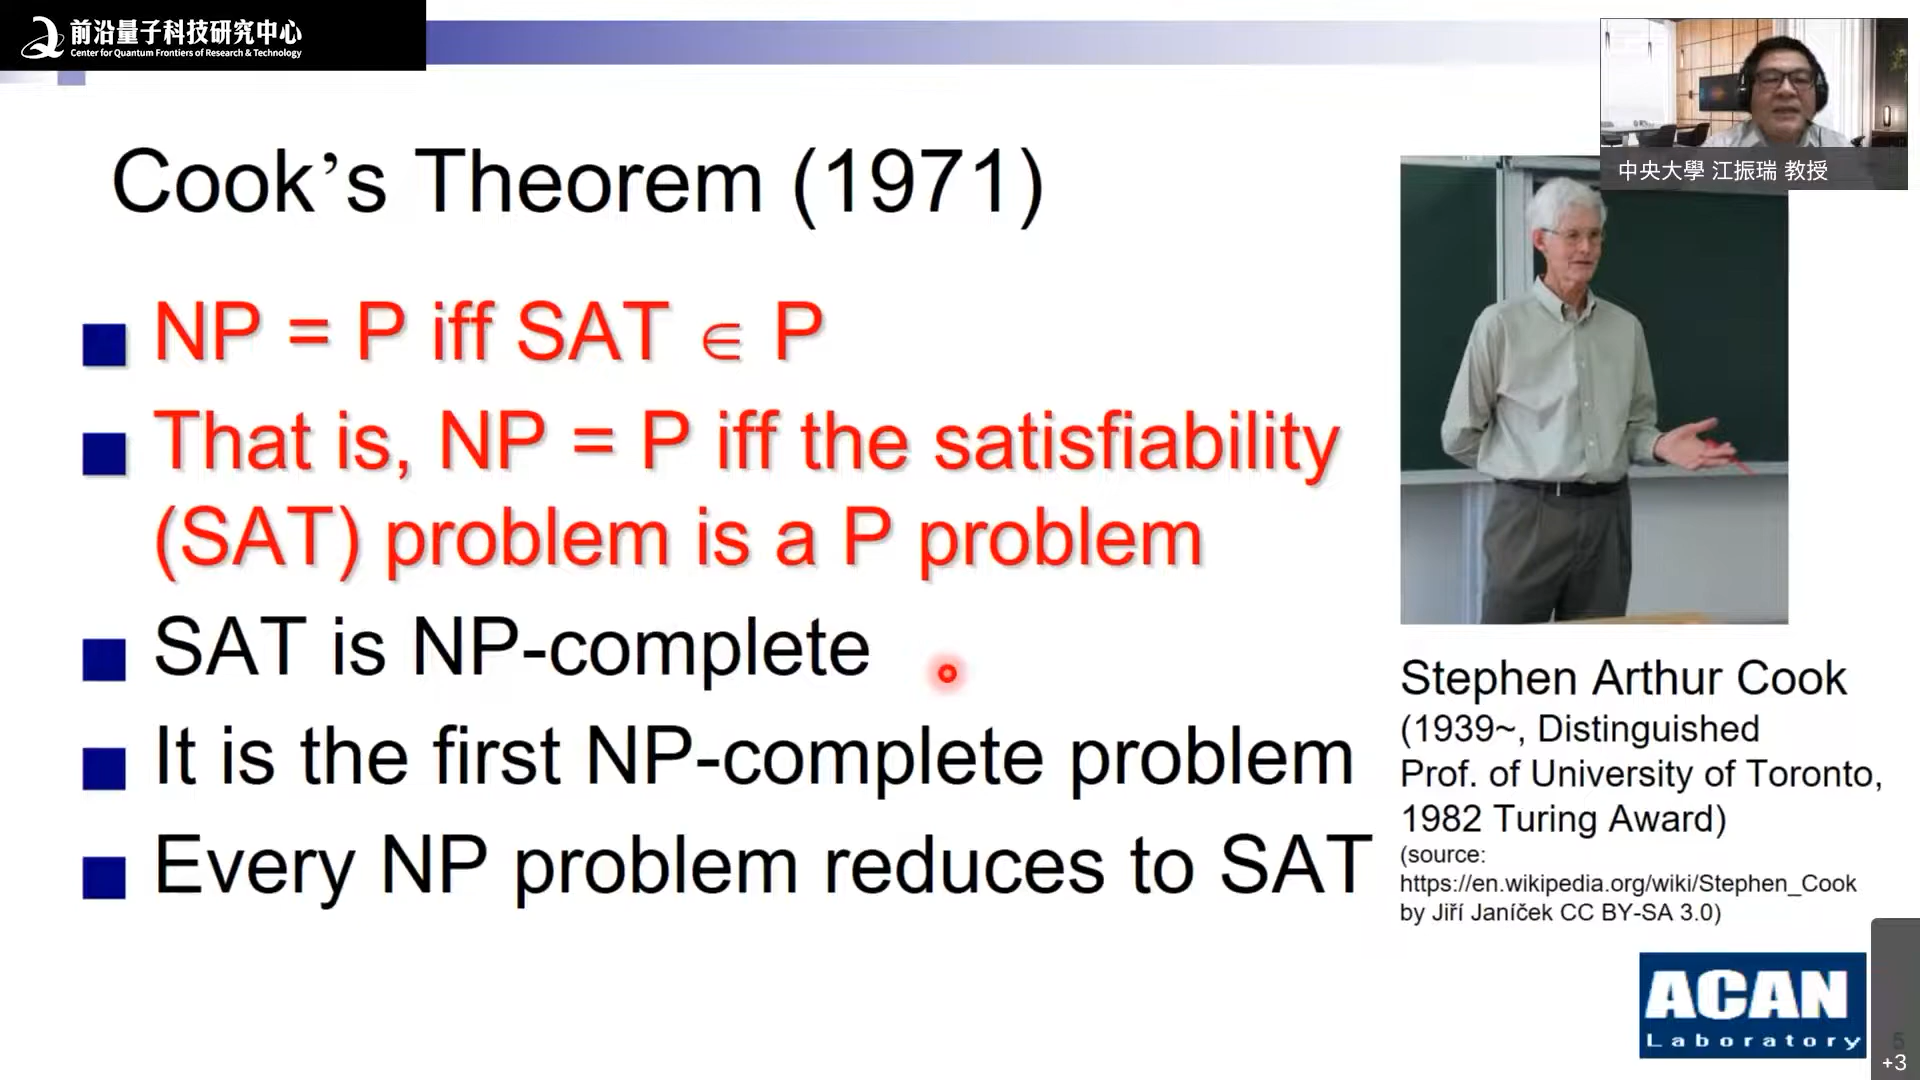 前沿量子科技研究中心
Center for Quantum Frontiers of Research & Technology
中央大學 江振瑞 教授
Cook’s Theorem (1971)
NP = P iff SAT ∈ P
That is, NP = P iff the satisfiability
(SAT) problem is a P problem
SAT is NP-complete
It is the first NP-complete problem
Every NP problem reduces to SAT
Stephen Arthur Cook
(1939~, Distinguished
Prof. of University of Toronto,
1982 Turing Award)
(source:
https://en.wikipedia.org/wiki/Stephen_Cook
by Jiří Janíček CC BY-SA 3.0)
ACAN
Laboratory
5
+3